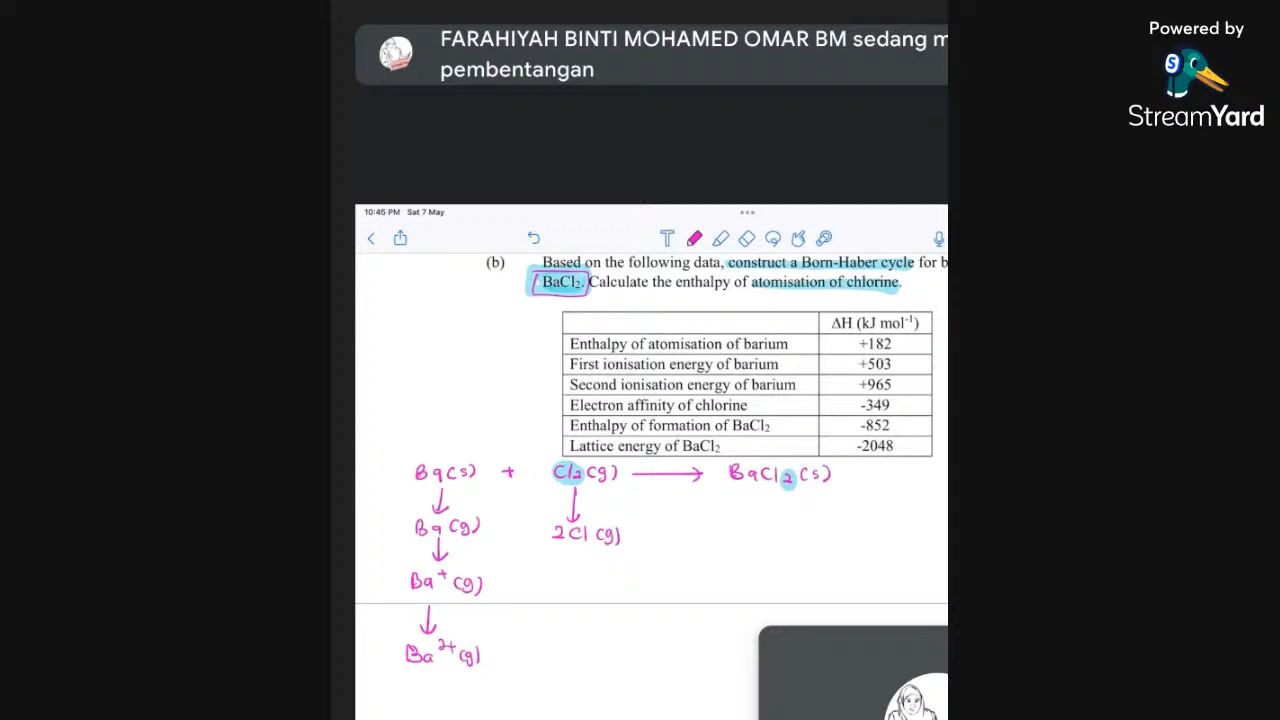 Powered by
StreamYard
FARAHIYAH BINTI MOHAMED OMAR BM sedang m
pembentangan
10:45 PM Sat 7 May
(b) Based on the following data, construct a Born-Haber cycle for b
BaCl₂. Calculate the enthalpy of atomisation of chlorine.
ΔH (kJ mol⁻¹)
Enthalpy of atomisation of barium +182
First ionisation energy of barium +503
Second ionisation energy of barium +965
Electron affinity of chlorine -349
Enthalpy of formation of BaCl₂ -852
Lattice energy of BaCl₂ -2048
Ba(s) + Cl₂(g) ⟶ BaCl₂(s)
Ba(g) 2Cl(g)
Ba⁺(g)
Ba²⁺(g)